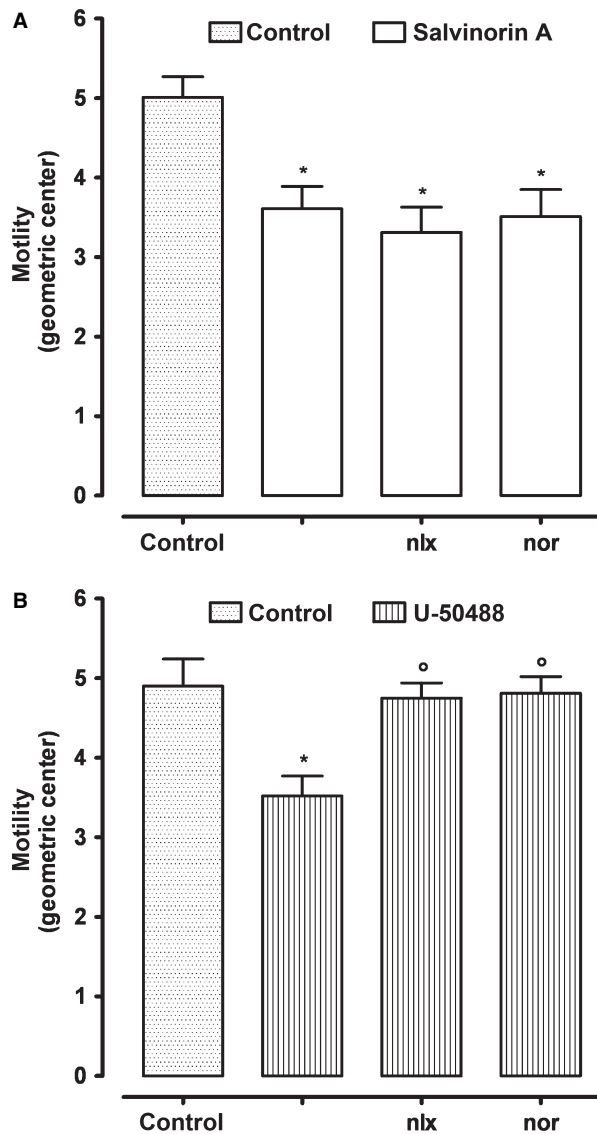 A
Control Salvinorin A
6
5
4
3
2
1
0
Motlity
(geometric center)
* * *
Control nlx nor
B
Control U-50488
6
5
4
3
2
1
0
Motility
(geometric center)
* ° °
Control nlx nor